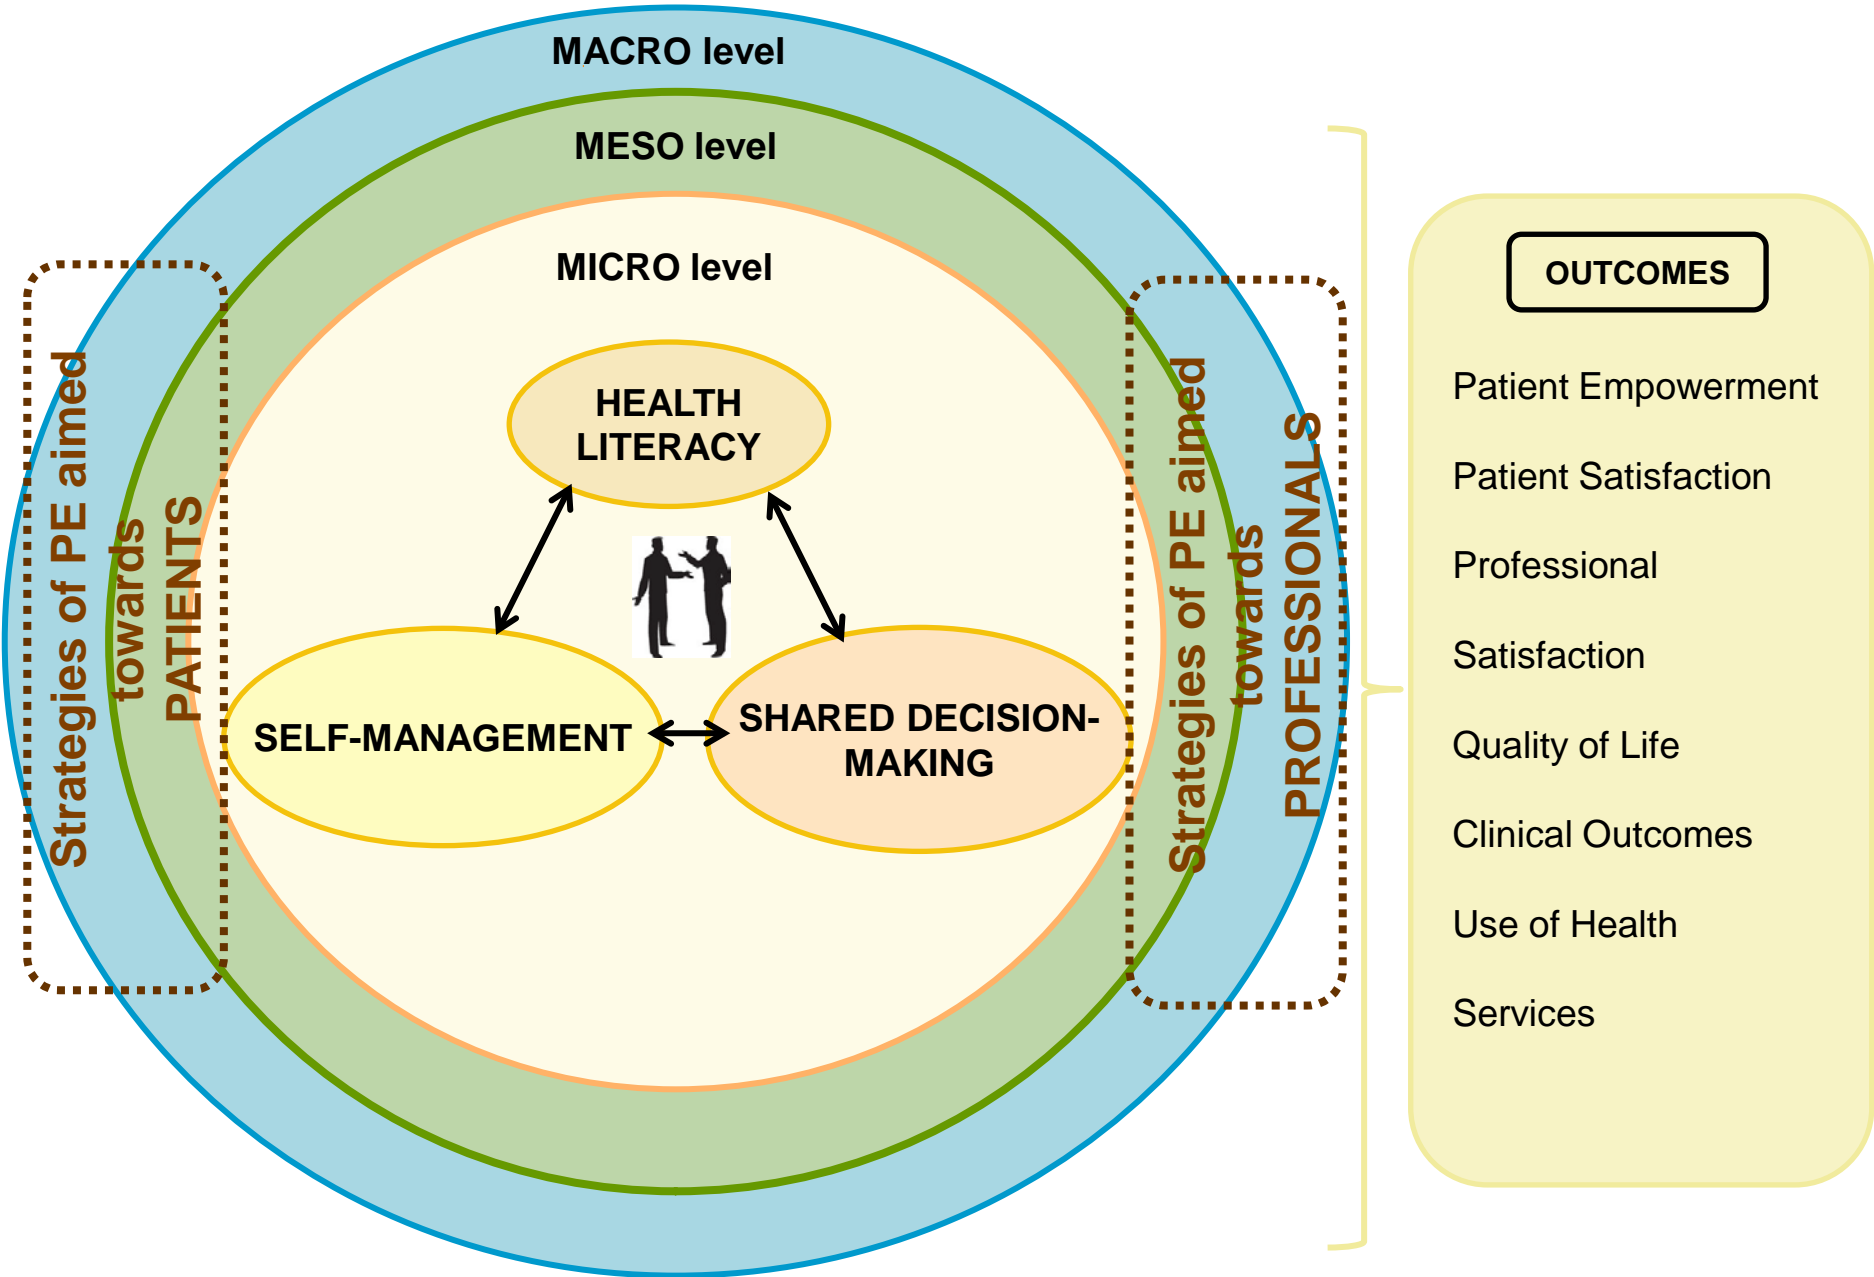 MACRO level
MESO level
MICRO level
HEALTH
LITERACY
SELF-MANAGEMENT
SHARED DECISION-
MAKING
Strategies of PE aimed
towards
PATIENTS
Strategies of PE aimed
towards
PROFESSIONALS
OUTCOMES
Patient Empowerment
Patient Satisfaction
Professional
Satisfaction
Quality of Life
Clinical Outcomes
Use of Health
Services